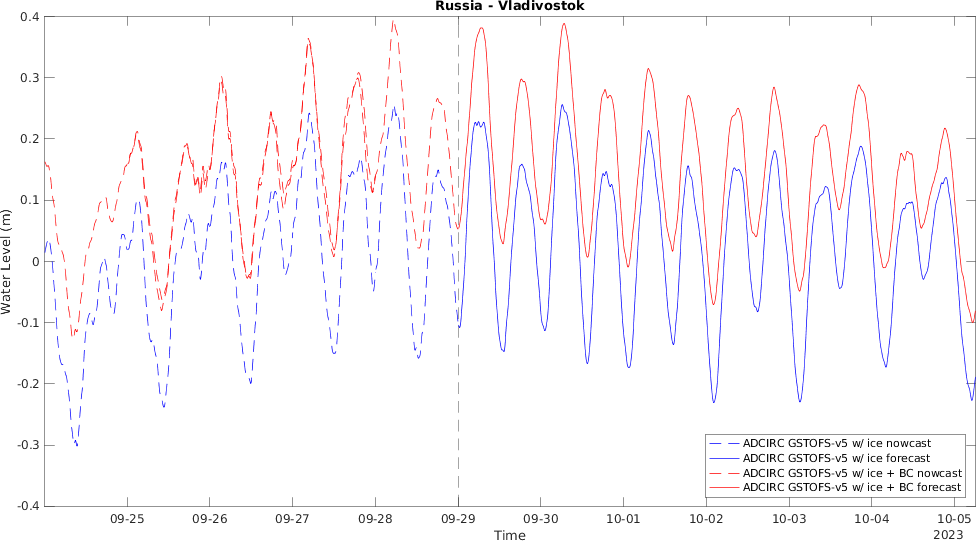 Russia - Vladivostok
0.4
0.3
0.2
0.1
0
-0.1
-0.2
-0.3
-0.4
Water Level (m)
ADCIRC GSTOFS-v5 w/ ice nowcast
ADCIRC GSTOFS-v5 w/ ice forecast
ADCIRC GSTOFS-v5 w/ ice + BC nowcast
ADCIRC GSTOFS-v5 w/ ice + BC forecast
09-25 09-26 09-27 09-28 09-29 09-30 10-01 10-02 10-03 10-04 10-05
Time
2023